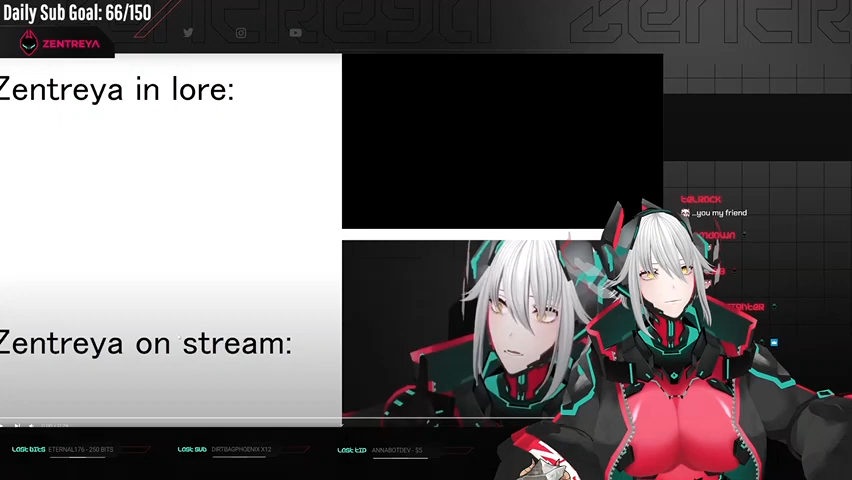 Daily Sub Goal: 66/150
ZENTREYA
Zentreya in lore:
TELROCK
...you my friend
Zentreya on stream:
LAST BITS ETERNAL176 - 250 BITS
LAST SUB DIRTBAGPHOENIX X12
LAST TIP ANNABOTDEV - $5